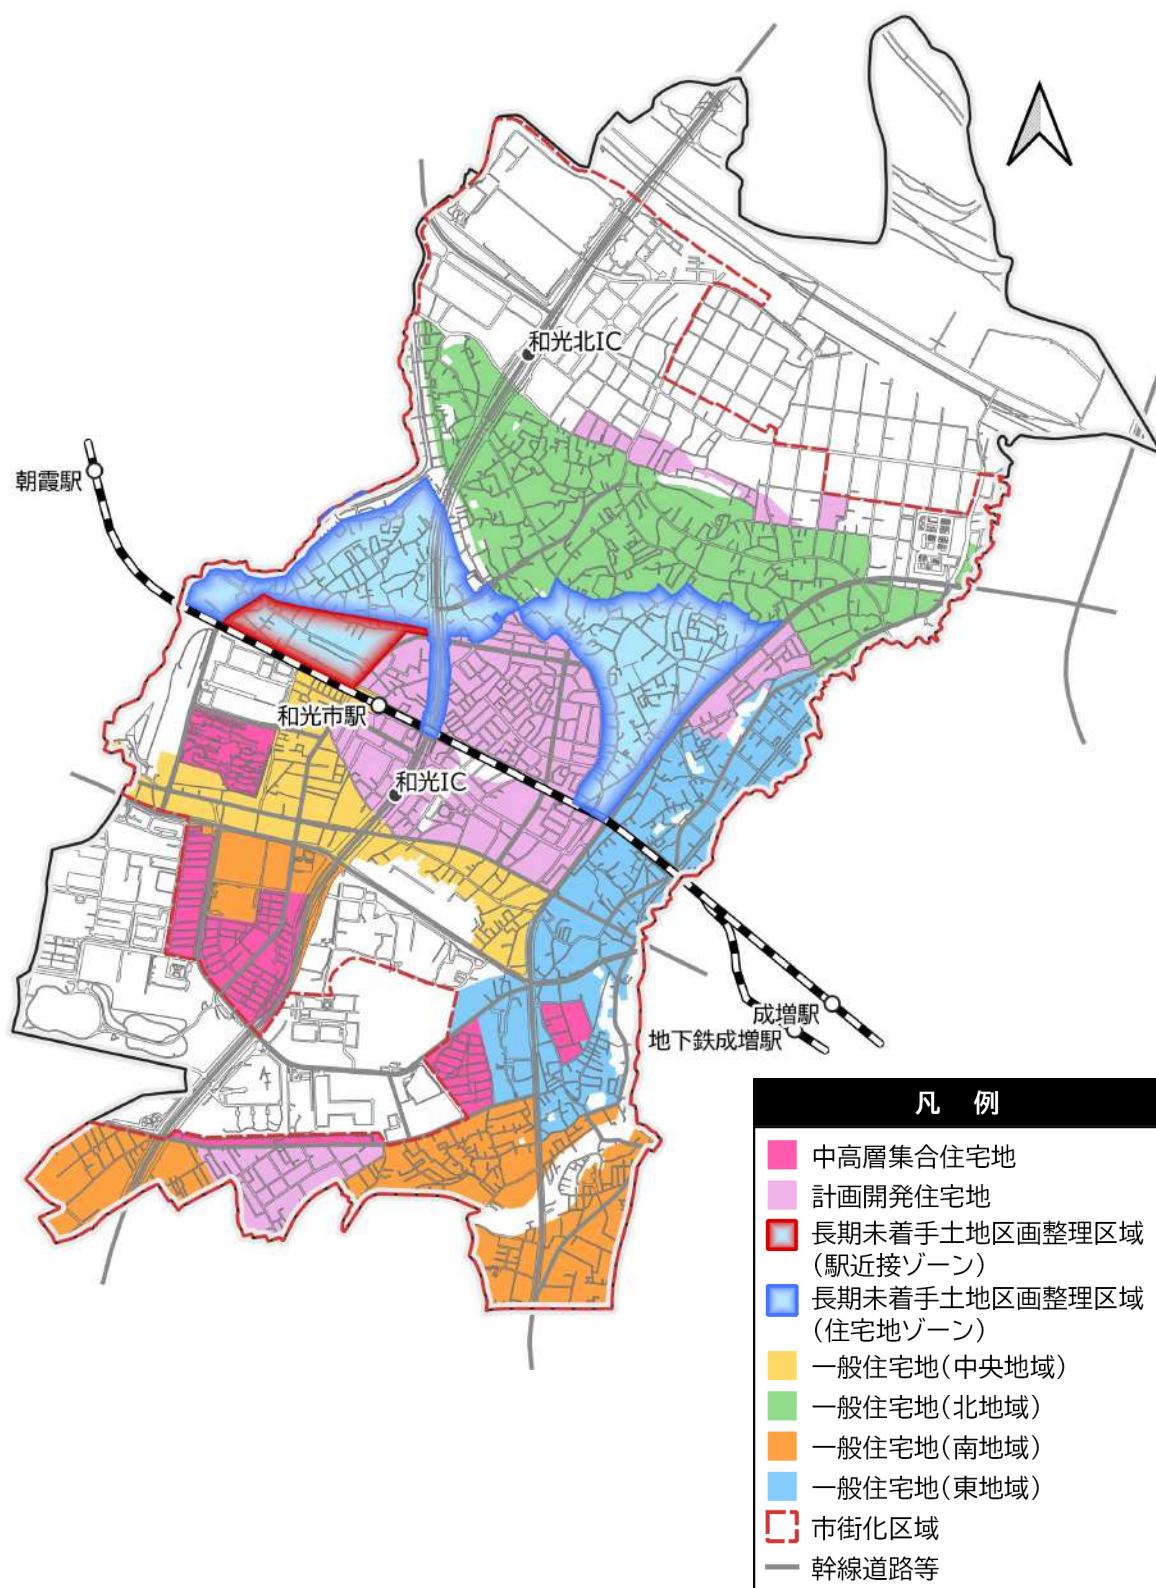 和光北IC
朝霞駅
和光市駅
和光IC
成増駅
地下鉄成増駅
凡 例
中高層集合住宅地
計画開発住宅地
長期未着手土地区画整理区域
(駅近接ゾーン)
長期未着手土地区画整理区域
(住宅地ゾーン)
一般住宅地(中央地域)
一般住宅地(北地域)
一般住宅地(南地域)
一般住宅地(東地域)
市街化区域
幹線道路等